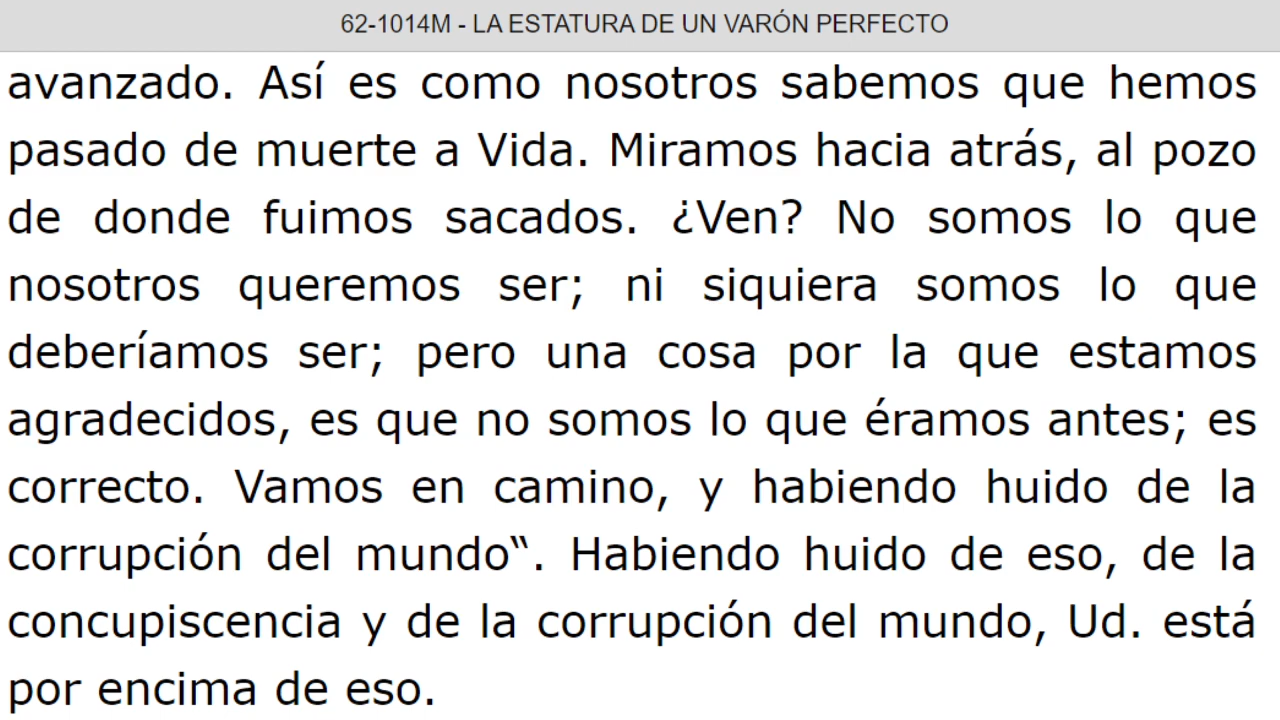 62-1014M - LA ESTATURA DE UN VARÓN PERFECTO
avanzado. Así es como nosotros sabemos que hemos
pasado de muerte a Vida. Miramos hacia atrás, al pozo
de donde fuimos sacados. ¿Ven? No somos lo que
nosotros queremos ser; ni siquiera somos lo que
deberíamos ser; pero una cosa por la que estamos
agradecidos, es que no somos lo que éramos antes; es
correcto. Vamos en camino, y habiendo huido de la
corrupción del mundo‟. Habiendo huido de eso, de la
concupiscencia y de la corrupción del mundo, Ud. está
por encima de eso.